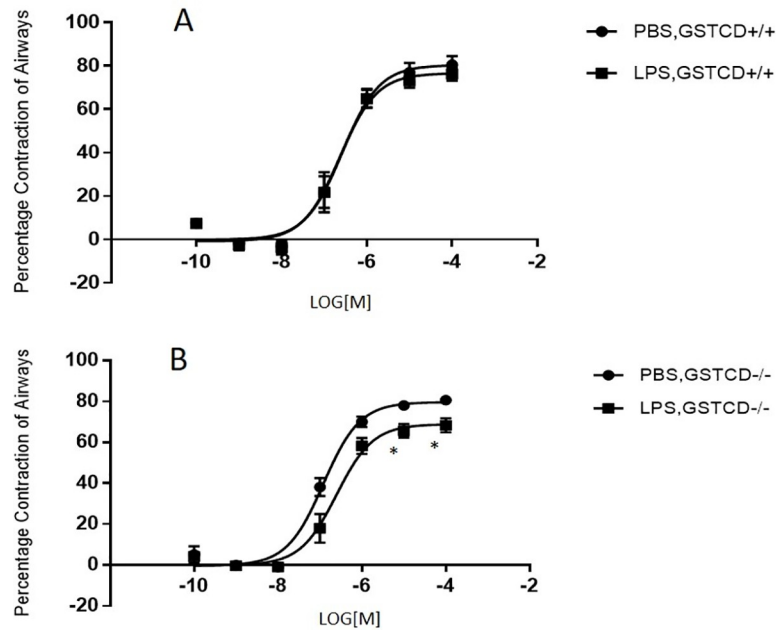 A
Percentage Contraction of Airways
100
80
60
40
20
0
-20
-10
-8
-6
-4
-2
LOG[M]
PBS,GSTCD+/+
LPS,GSTCD+/+
B
Percentage Contraction of Airways
100
80
60
40
20
0
-20
-10
-8
-6
-4
-2
* *
LOG[M]
PBS,GSTCD-/-
LPS,GSTCD-/-